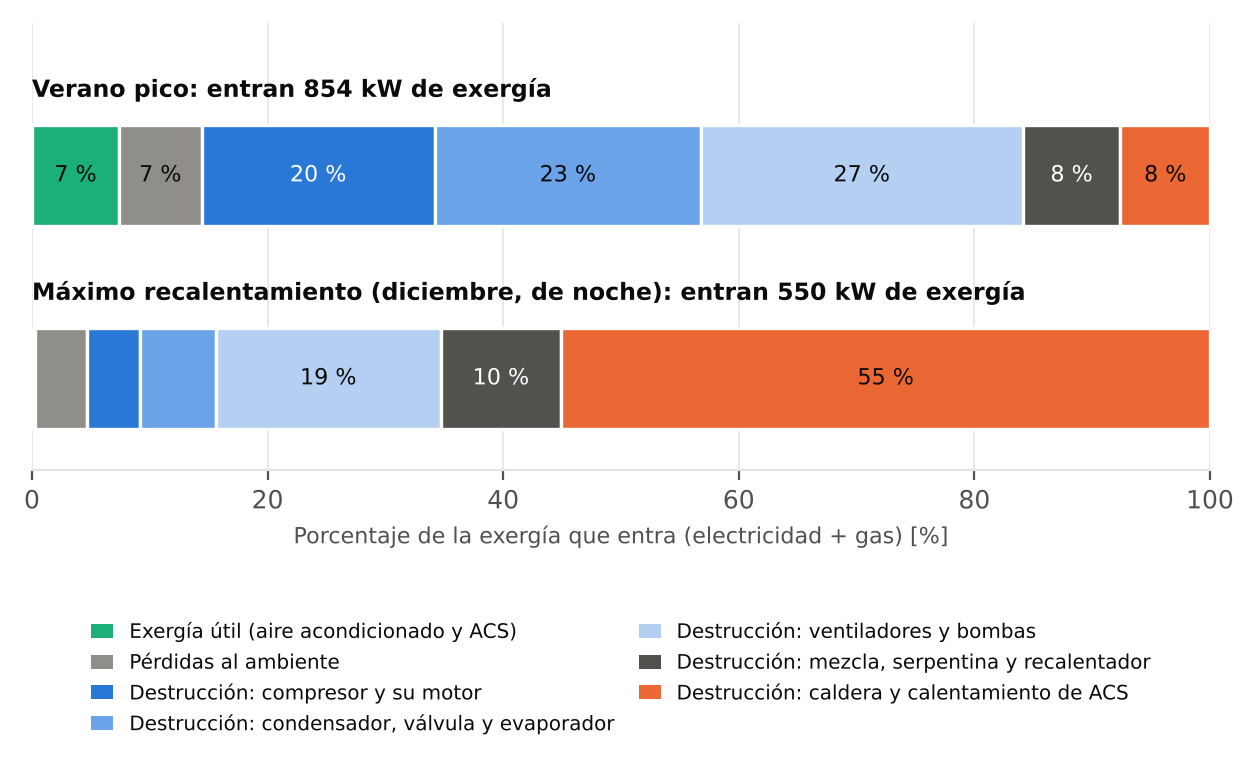 Verano pico: entran 854 kW de exergía
7 % 7 % 20 % 23 % 27 % 8 % 8 %
Máximo recalentamiento (diciembre, de noche): entran 550 kW de exergía
19 % 10 % 55 %
0 20 40 60 80 100
Porcentaje de la exergía que entra (electricidad + gas) [%]
Exergía útil (aire acondicionado y ACS)
Pérdidas al ambiente
Destrucción: compresor y su motor
Destrucción: condensador, válvula y evaporador
Destrucción: ventiladores y bombas
Destrucción: mezcla, serpentina y recalentador
Destrucción: caldera y calentamiento de ACS